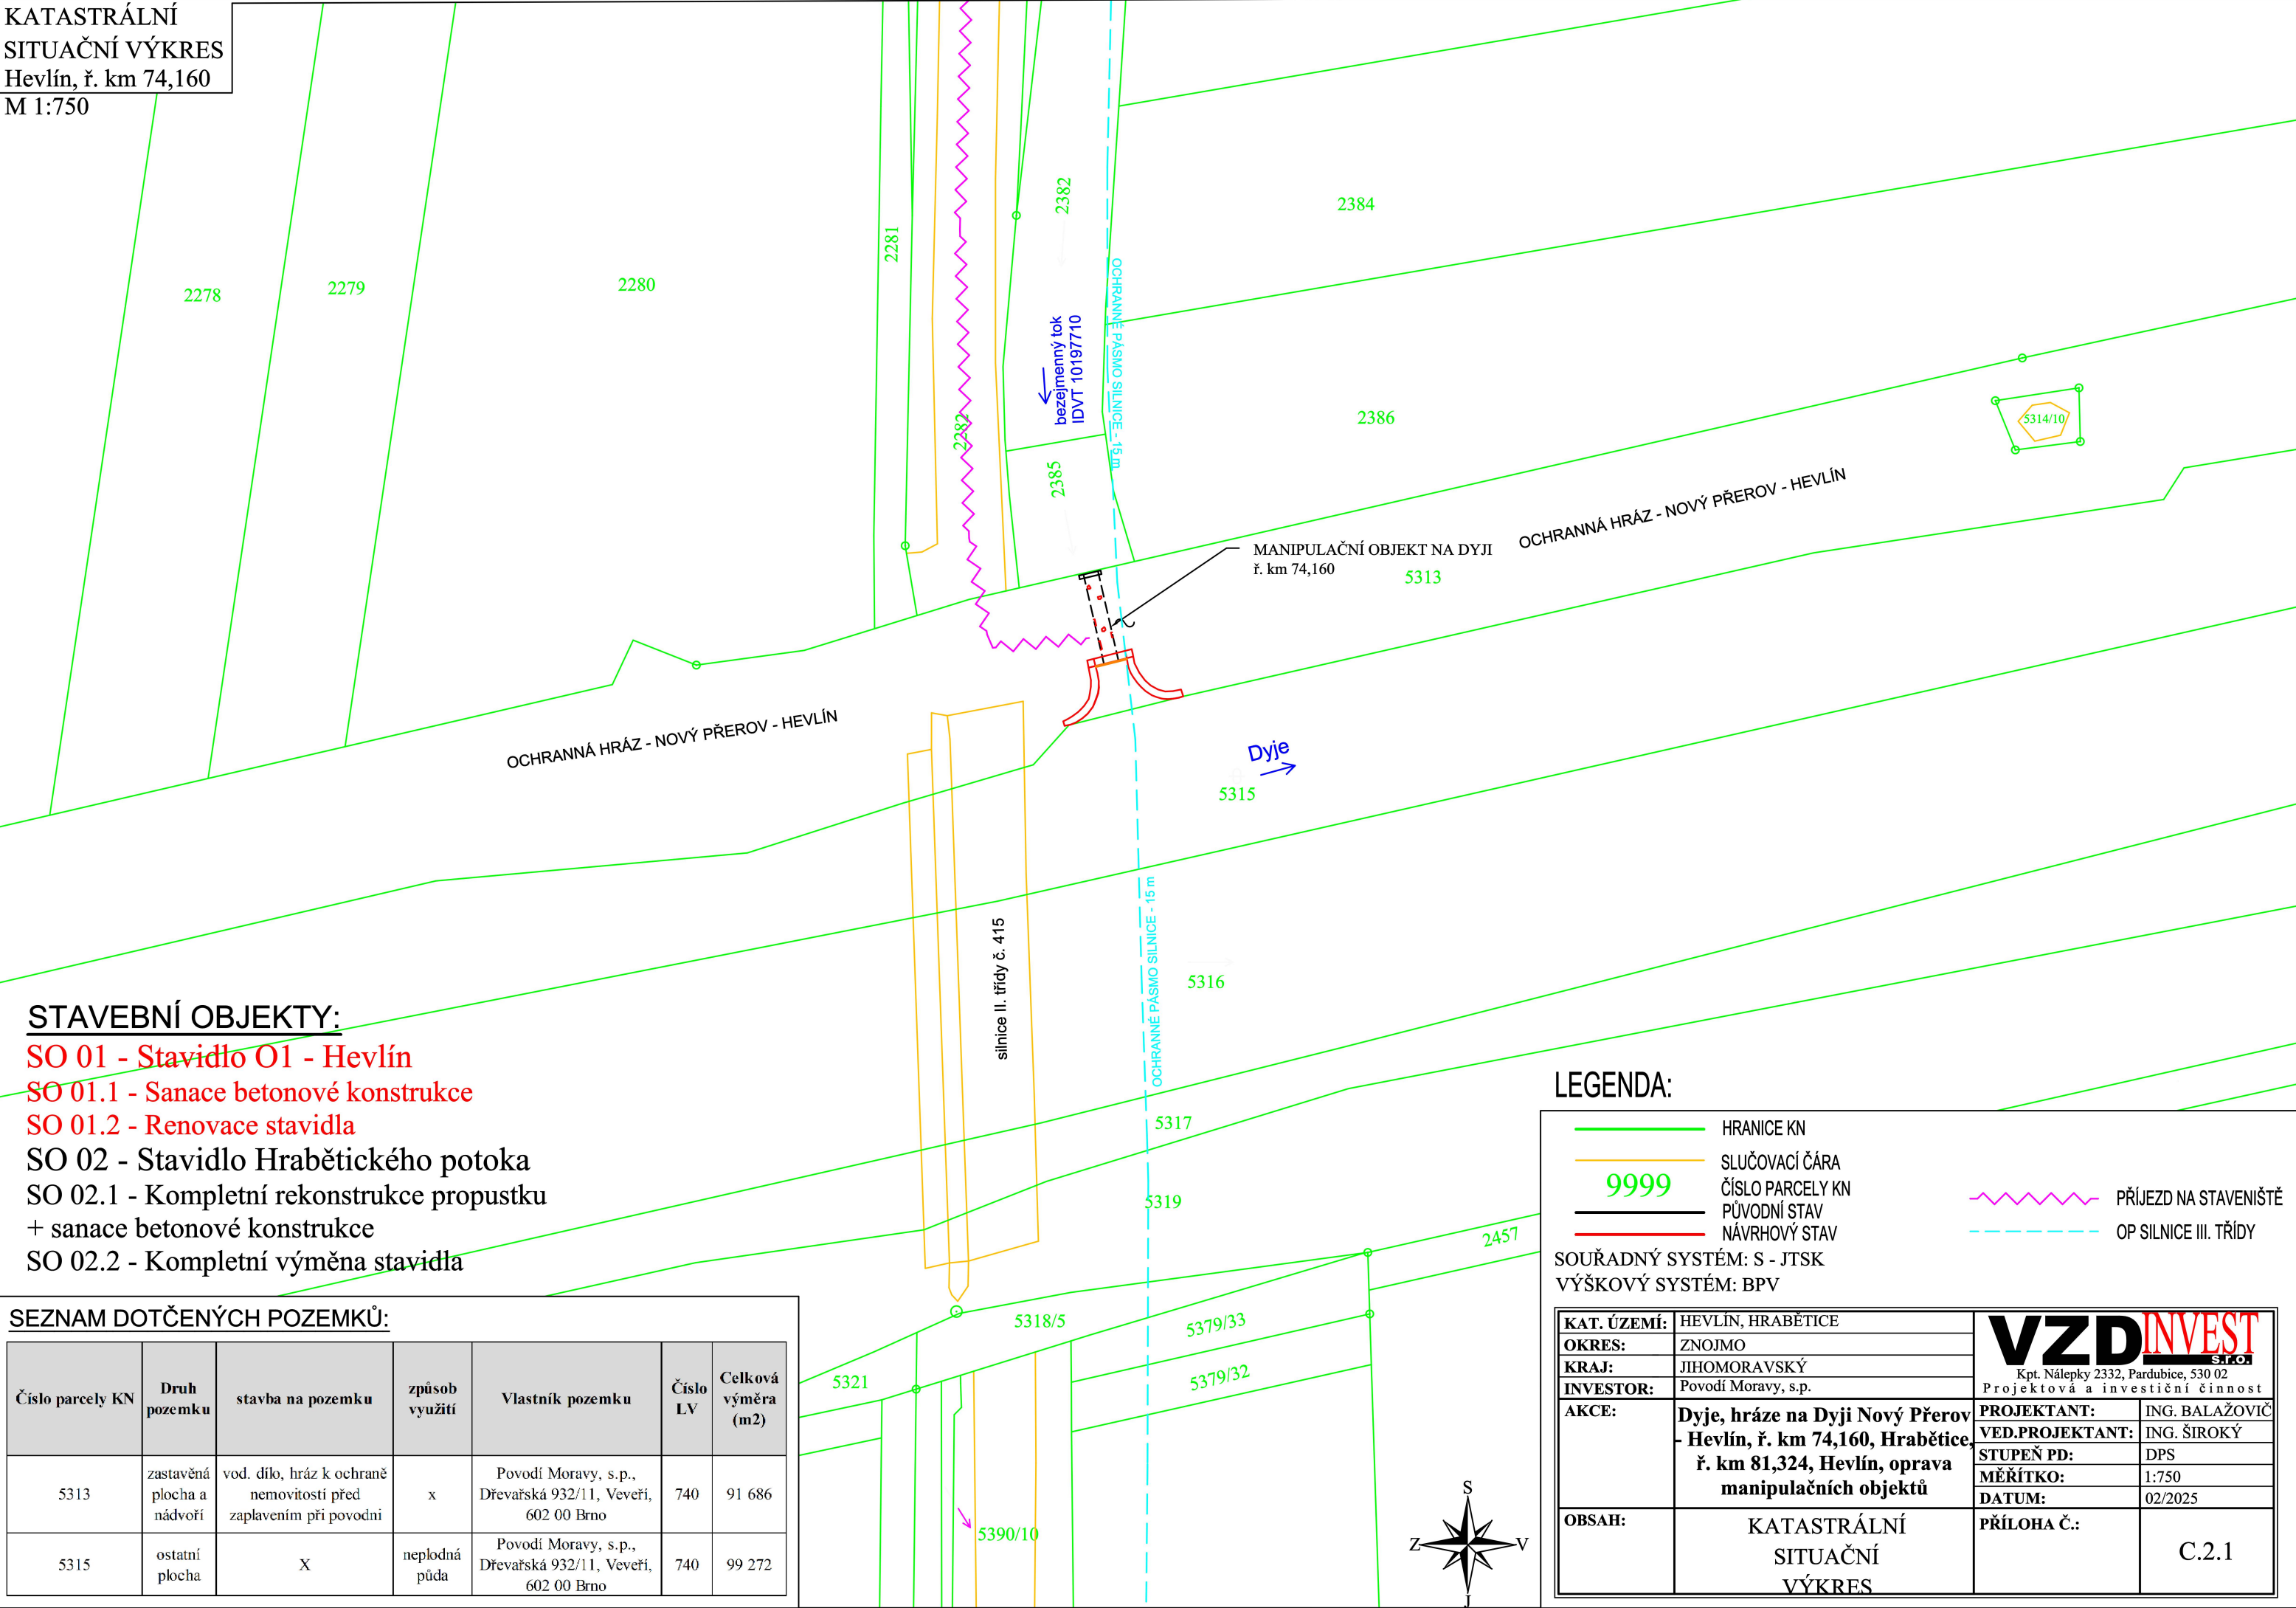 KATASTRÁLNÍ
SITUAČNÍ VÝKRES
Hevlín, ř. km 74,160
M 1:750
2278
2279
2280
2281
2282
2382
2384
bezejmenný tok
IDVT 10197710
OCHRANNÉ PÁSMO SILNICE - 15 m
2385
2386
5314/10
OCHRANNÁ HRÁZ - NOVÝ PŘEROV - HEVLÍN
MANIPULAČNÍ OBJEKT NA DYJI
ř. km 74,160
5313
OCHRANNÁ HRÁZ - NOVÝ PŘEROV - HEVLÍN
Dyje
5315
silnice II. třídy č. 415
OCHRANNÉ PÁSMO SILNICE - 15 m
5316
5317
5319
2457
5318/5
5379/33
5379/32
5321
5390/10
STAVEBNÍ OBJEKTY:
SO 01 - Stavidlo O1 - Hevlín
SO 01.1 - Sanace betonové konstrukce
SO 01.2 - Renovace stavidla
SO 02 - Stavidlo Hrabětického potoka
SO 02.1 - Kompletní rekonstrukce propustku
+ sanace betonové konstrukce
SO 02.2 - Kompletní výměna stavidla
SEZNAM DOTČENÝCH POZEMKŮ:
Číslo parcely KN
Druh
pozemku
stavba na pozemku
způsob
využití
Vlastník pozemku
Číslo
LV
Celková
výměra
(m2)
5313
zastavěná
plocha a
nádvoří
vod. dílo, hráz k ochraně
nemovitostí před
zaplavením při povodni
x
Povodí Moravy, s.p.,
Dřevařská 932/11, Veveří,
602 00 Brno
740
91 686
5315
ostatní
plocha
X
neplodná
půda
Povodí Moravy, s.p.,
Dřevařská 932/11, Veveří,
602 00 Brno
740
99 272
S
Z
V
J
LEGENDA:
HRANICE KN
SLUČOVACÍ ČÁRA
9999 ČÍSLO PARCELY KN
PŮVODNÍ STAV
NÁVRHOVÝ STAV
PŘÍJEZD NA STAVENIŠTĚ
OP SILNICE III. TŘÍDY
SOUŘADNÝ SYSTÉM: S - JTSK
VÝŠKOVÝ SYSTÉM: BPV
KAT. ÚZEMÍ: HEVLÍN, HRABĚTICE
OKRES: ZNOJMO
KRAJ: JIHOMORAVSKÝ
INVESTOR: Povodí Moravy, s.p.
VZDINVEST
s.r.o.
Kpt. Nálepky 2332, Pardubice, 530 02
Projektová a investiční činnost
AKCE:
Dyje, hráze na Dyji Nový Přerov
- Hevlín, ř. km 74,160, Hrabětice,
ř. km 81,324, Hevlín, oprava
manipulačních objektů
PROJEKTANT: ING. BALAŽOVIČ
VED.PROJEKTANT: ING. ŠIROKÝ
STUPEŇ PD: DPS
MĚŘÍTKO: 1:750
DATUM: 02/2025
OBSAH:
KATASTRÁLNÍ
SITUAČNÍ
VÝKRES
PŘÍLOHA Č.:
C.2.1